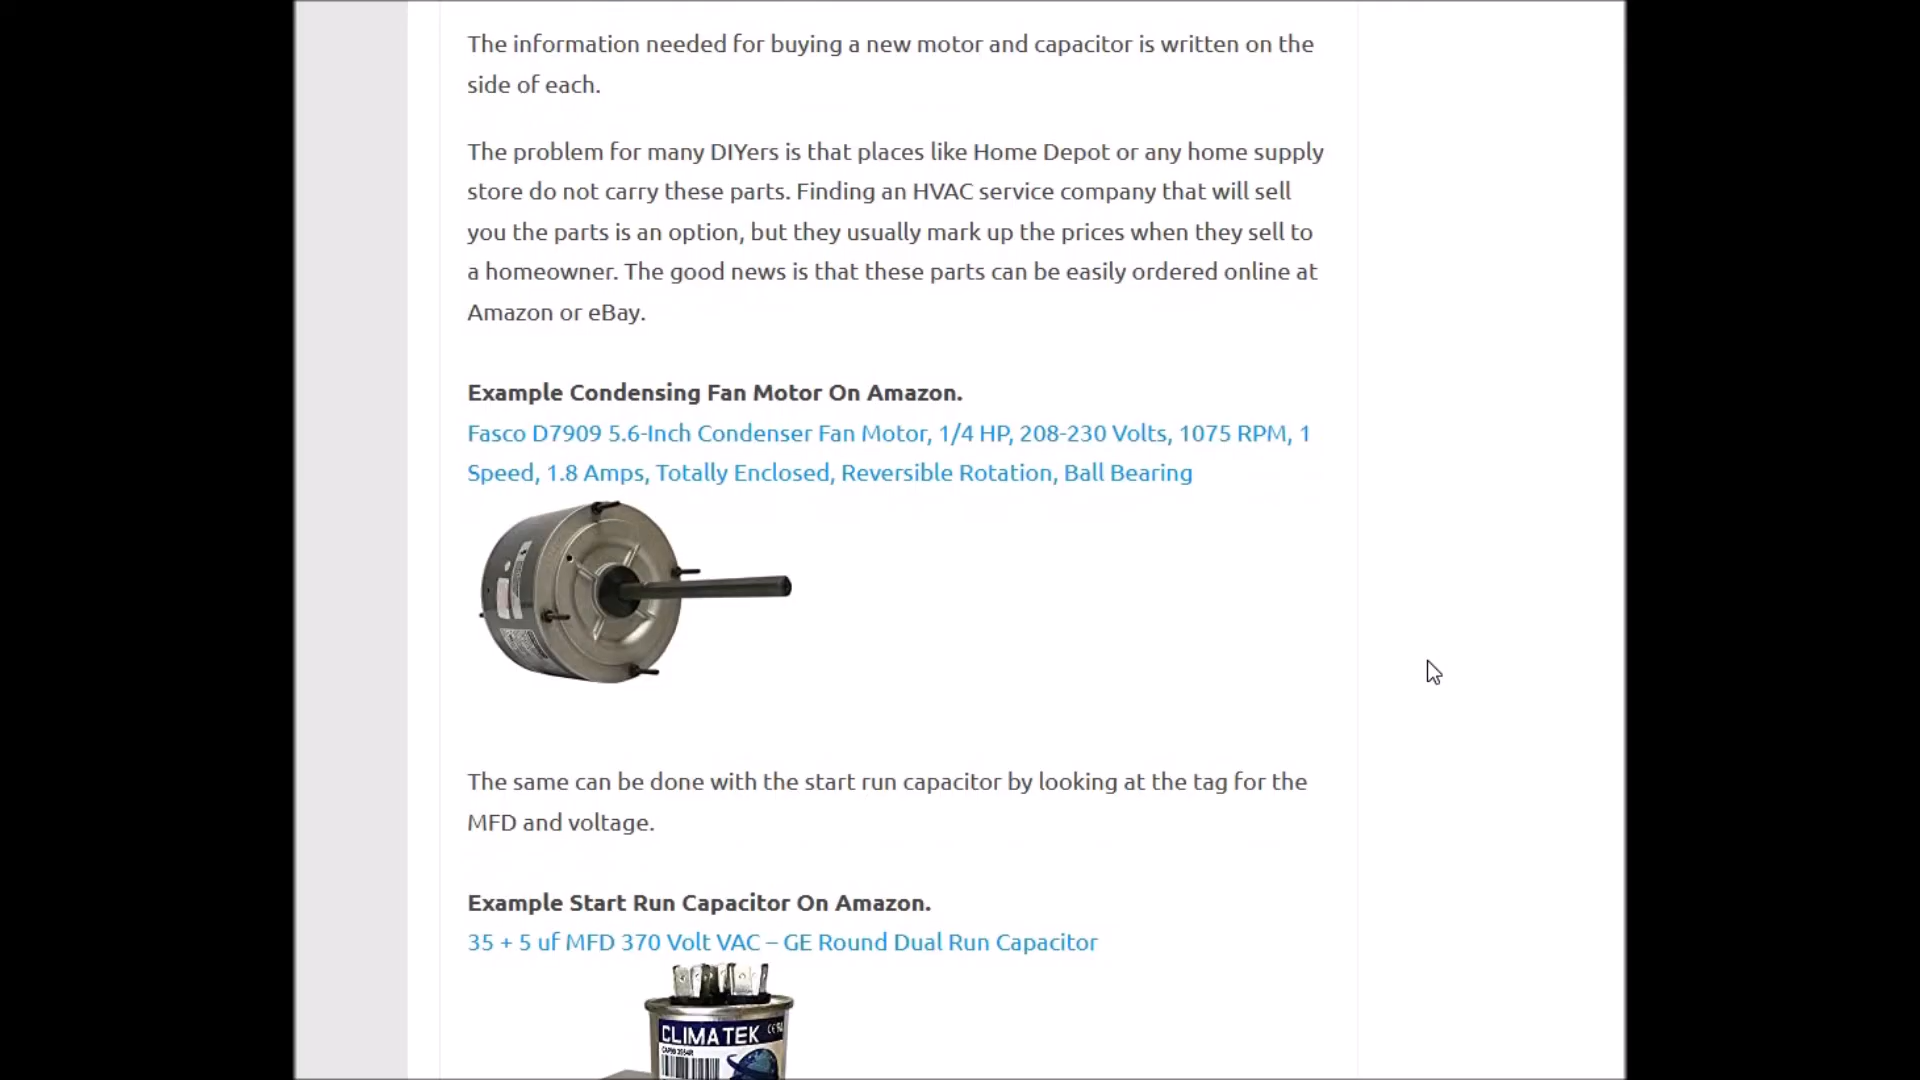 The information needed for buying a new motor and capacitor is written on the
side of each.
The problem for many DIYers is that places like Home Depot or any home supply
store do not carry these parts. Finding an HVAC service company that will sell
you the parts is an option, but they usually mark up the prices when they sell to
a homeowner. The good news is that these parts can be easily ordered online at
Amazon or eBay.
Example Condensing Fan Motor On Amazon.
Fasco D7909 5.6-Inch Condenser Fan Motor, 1/4 HP, 208-230 Volts, 1075 RPM, 1
Speed, 1.8 Amps, Totally Enclosed, Reversible Rotation, Ball Bearing
The same can be done with the start run capacitor by looking at the tag for the
MFD and voltage.
Example Start Run Capacitor On Amazon.
35 + 5 uf MFD 370 Volt VAC – GE Round Dual Run Capacitor
CLIMATEK